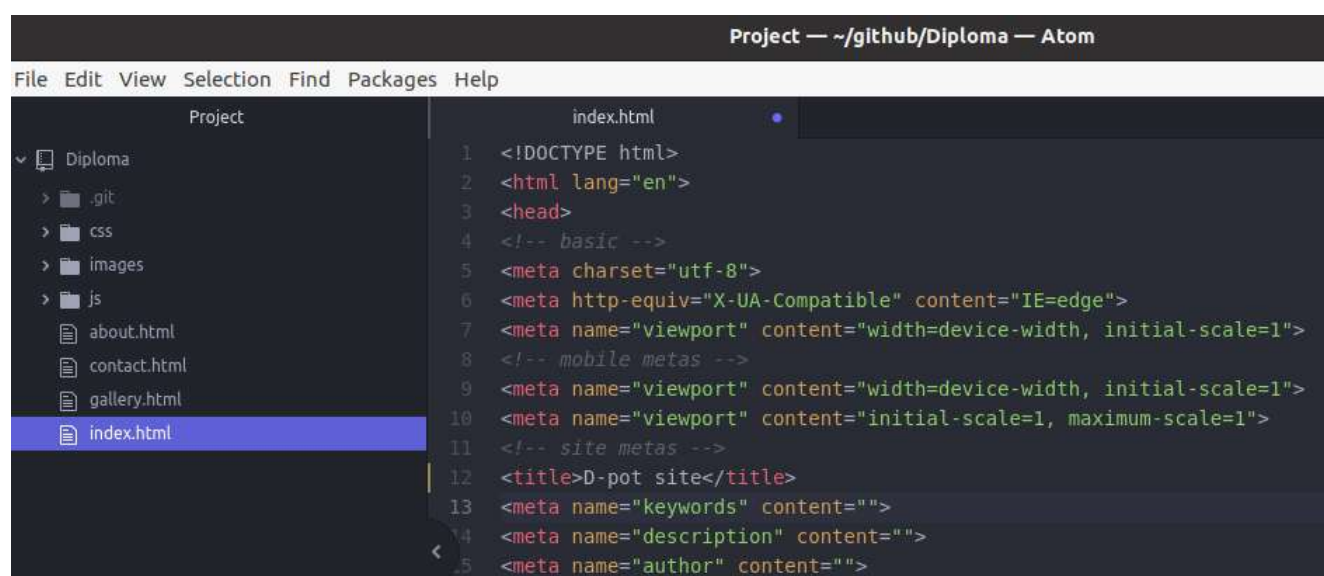 Project — ~/github/Diploma — Atom
File Edit View Selection Find Packages Help
Project
Diploma
.git
css
images
js
about.html
contact.html
gallery.html
index.html
index.html
1 <!DOCTYPE html>
2 <html lang="en">
3 <head>
4 <!-- basic -->
5 <meta charset="utf-8">
6 <meta http-equiv="X-UA-Compatible" content="IE=edge">
7 <meta name="viewport" content="width=device-width, initial-scale=1">
8 <!-- mobile metas -->
9 <meta name="viewport" content="width=device-width, initial-scale=1">
10 <meta name="viewport" content="initial-scale=1, maximum-scale=1">
11 <!-- site metas -->
12 <title>D-pot site</title>
13 <meta name="keywords" content="">
14 <meta name="description" content="">
15 <meta name="author" content="">